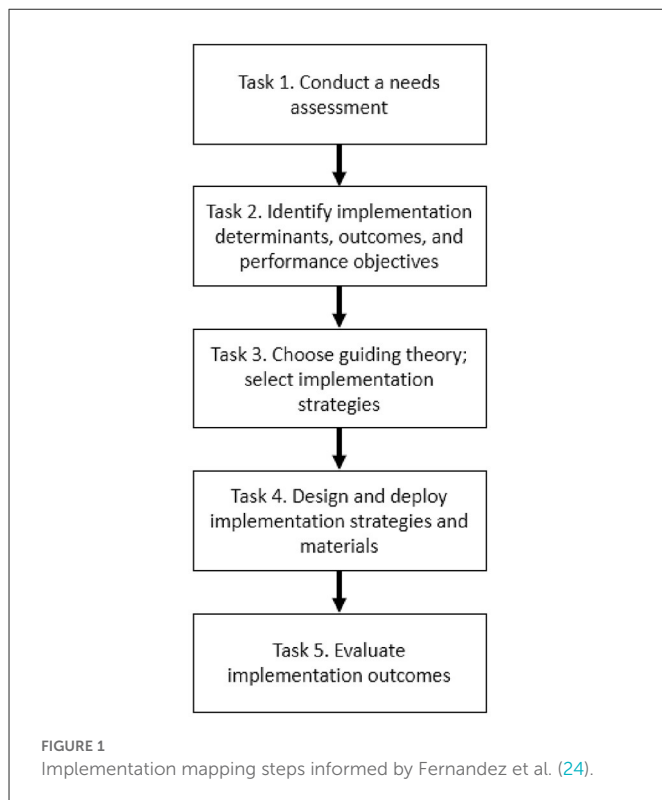 Task 1. Conduct a needs
assessment
Task 2. Identify implementation
determinants, outcomes, and
performance objectives
Task 3. Choose guiding theory;
select implementation
strategies
Task 4. Design and deploy
implementation strategies and
materials
Task 5. Evaluate
implementation outcomes
FIGURE 1
Implementation mapping steps informed by Fernandez et al. (24).